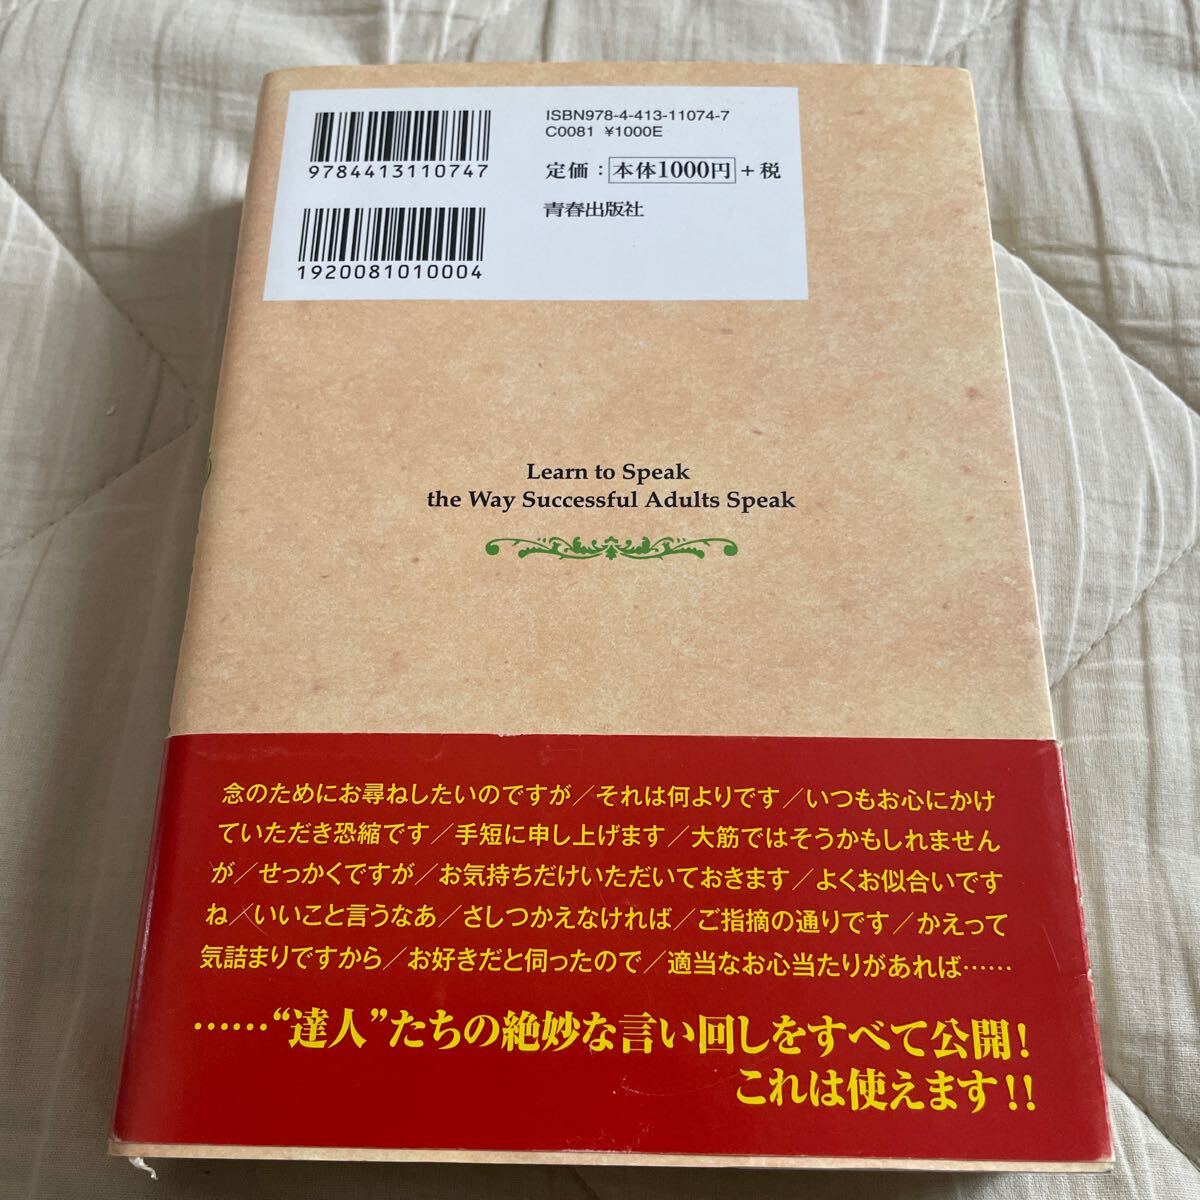 ISBN978-4-413-11074-7
C0081 ¥1000E
9784413110747
定価：本体1000円＋税
青春出版社
1920081010004
Learn to Speak
the Way Successful Adults Speak
念のためにお尋ねしたいのですが／それは何よりです／いつもお心にかけ
ていただき恐縮です／手短に申し上げます／大筋ではそうかもしれません
が／せっかくですが／お気持ちだけいただいておきます／よくお似合いです
ね／いいこと言うなあ／さしつかえなければ／ご指摘の通りです／かえって
気詰まりですから／お好きだと伺ったので／適当なお心当たりがあれば……
……“達人”たちの絶妙な言い回しをすべて公開！
これは使えます！！